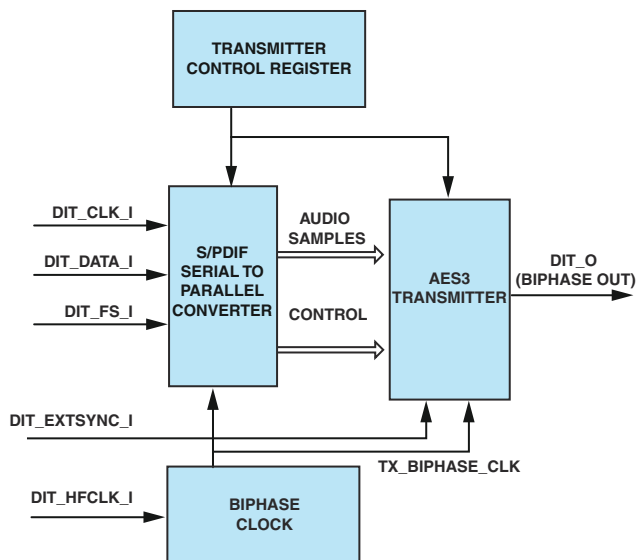 TRANSMITTER
CONTROL REGISTER
DIT_CLK_I
DIT_DATA_I
DIT_FS_I
S/PDIF
SERIAL TO
PARALLEL
CONVERTER
AUDIO
SAMPLES
CONTROL
AES3
TRANSMITTER
DIT_O
(BIPHASE OUT)
DIT_EXTSYNC_I
TX_BIPHASE_CLK
DIT_HFCLK_I
BIPHASE
CLOCK